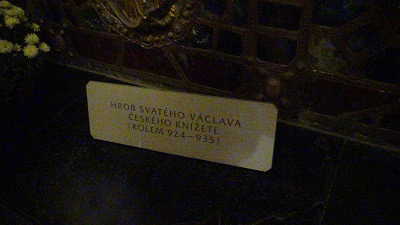 HROB SVATÉHO VÁCLAVA
ČESKÉHO KNÍŽETE
(KOLEM 924–935)